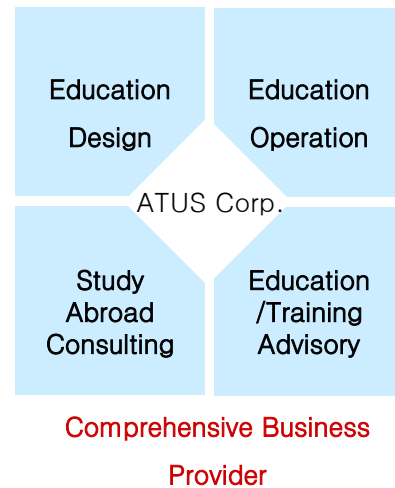 Education
Design
Education
Operation
ATUS Corp.
Study
Abroad
Consulting
Education
/Training
Advisory
Comprehensive Business
Provider